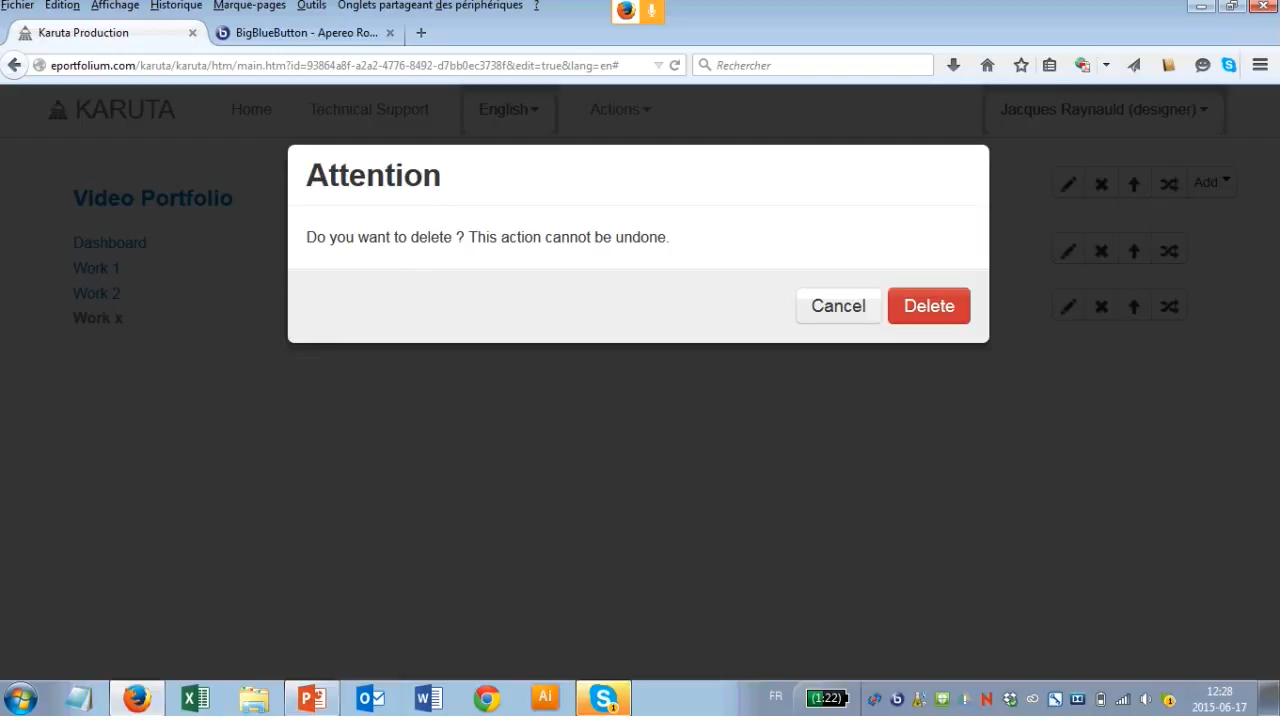 Fichier Edition Affichage Historique Marque-pages Outils Onglets partageant des périphériques ?
Karuta Production
BigBlueButton - Apereo Ro...
eportfolium.com/karuta/karuta/htm/main.htm?id=93864a8f-a2a2-4776-8492-d7bb0ec3738f&edit=true&lang=en#
Rechercher
KARUTA Home Technical Support English Actions Jacques Raynauld (designer)
Attention
Video Portfolio
Add
Do you want to delete ? This action cannot be undone.
Dashboard
Work 1
Work 2
Work x
Cancel Delete
FR
(1:22)
12:28
2015-06-17